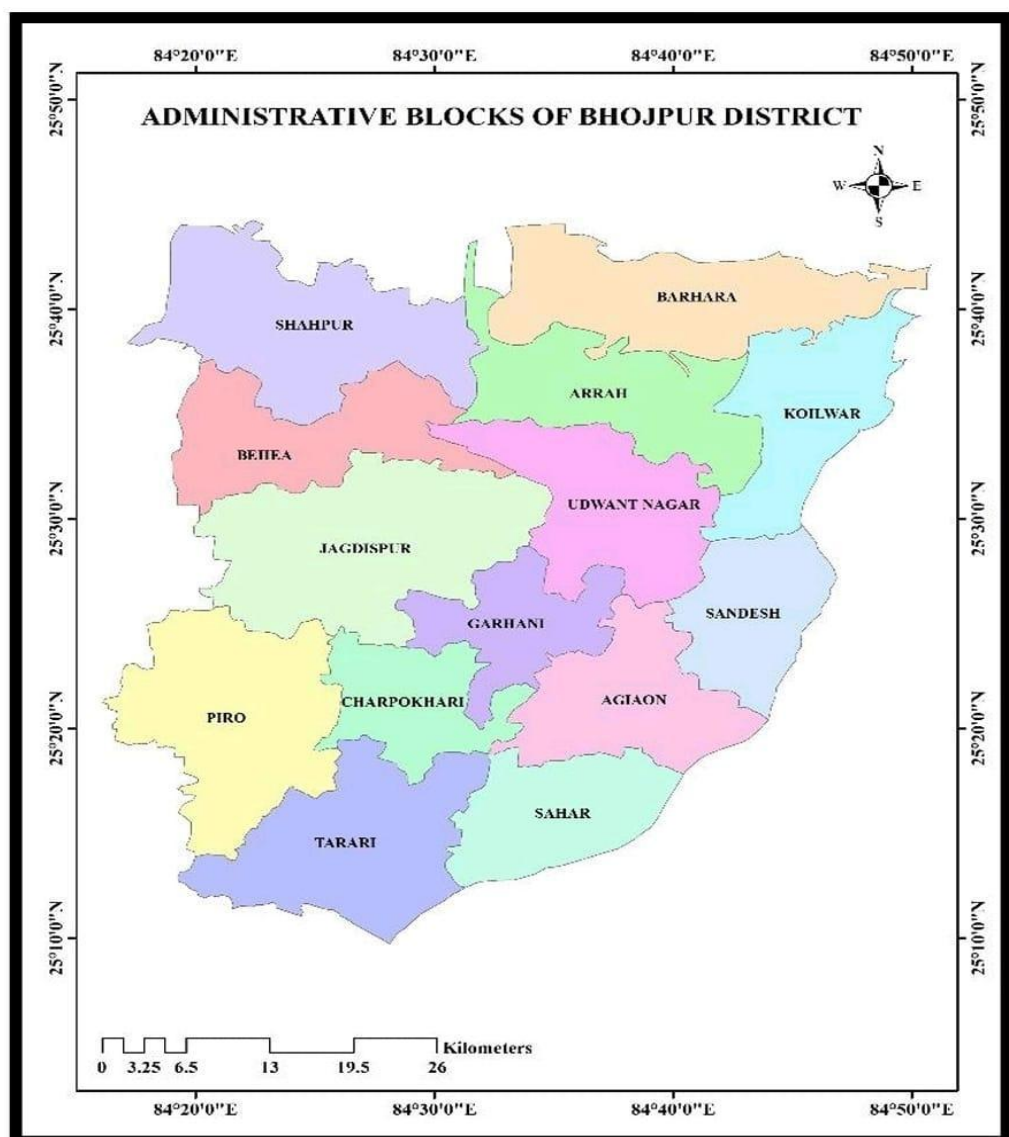 84°20'0"E 84°30'0"E 84°40'0"E 84°50'0"E
25°50'0"N 25°50'0"N
ADMINISTRATIVE BLOCKS OF BHOJPUR DISTRICT
N
W E
S
BARHARA
25°40'0"N 25°40'0"N
SHAHPUR
ARRAH
KOILWAR
BEHEA
UDWANT NAGAR
25°30'0"N 25°30'0"N
JAGDISPUR
SANDESH
GARHANI
CHARPOKHARI
AGIAON
PIRO
25°20'0"N 25°20'0"N
SAHAR
TARARI
25°10'0"N 25°10'0"N
Kilometers
0 3.25 6.5 13 19.5 26
84°20'0"E 84°30'0"E 84°40'0"E 84°50'0"E